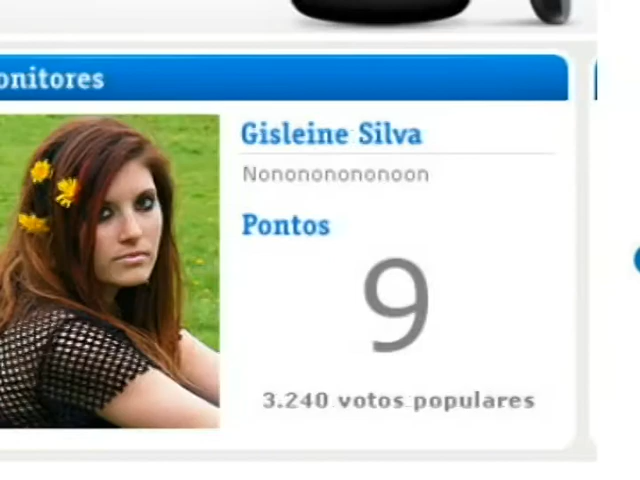 onitores
Gisleine Silva
Nonononononoon
Pontos
9
3.240 votos populares